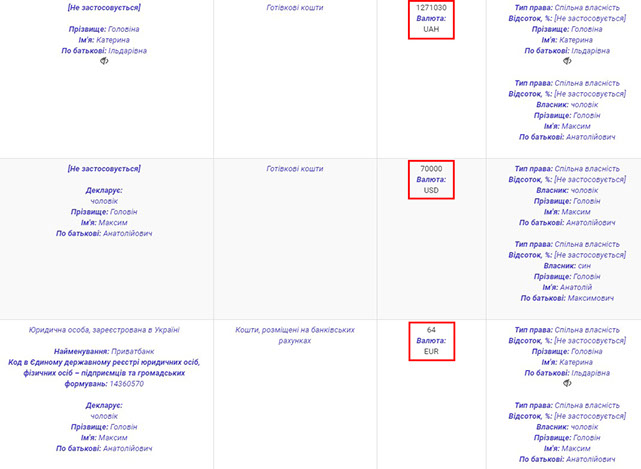 [Не застосовується]
Прізвище: Головіна
Ім'я: Катерина
По батькові: Ільдарівна
Готівкові кошти
1271030
Валюта:
UAH
Тип права: Спільна власність
Відсоток, %: [Не застосовується]
Прізвище: Головіна
Ім'я: Катерина
По батькові: Ільдарівна
Тип права: Спільна власність
Відсоток, %: [Не застосовується]
Власник: чоловік
Прізвище: Головін
Ім'я: Максим
По батькові: Анатолійович
[Не застосовується]
Декларує:
чоловік
Прізвище: Головін
Ім'я: Максим
По батькові: Анатолійович
Готівкові кошти
70000
Валюта:
USD
Тип права: Спільна власність
Відсоток, %: [Не застосовується]
Власник: чоловік
Прізвище: Головін
Ім'я: Максим
По батькові: Анатолійович
Тип права: Спільна власність
Відсоток, %: [Не застосовується]
Власник: син
Прізвище: Головін
Ім'я: Анатолій
По батькові: Максимович
Юридична особа, зареєстрована в Україні
Найменування: Приватбанк
Код в Єдиному державному реєстрі юридичних осіб,
фізичних осіб – підприємців та громадських
формувань: 14360570
Декларує:
чоловік
Прізвище: Головін
Ім'я: Максим
По батькові: Анатолійович
Кошти, розміщені на банківських
рахунках
64
Валюта:
EUR
Тип права: Спільна власність
Відсоток, %: [Не застосовується]
Прізвище: Головіна
Ім'я: Катерина
По батькові: Ільдарівна
Тип права: Спільна власність
Відсоток, %: [Не застосовується]
Власник: чоловік
Прізвище: Головін
Ім'я: Максим
По батькові: Анатолійович